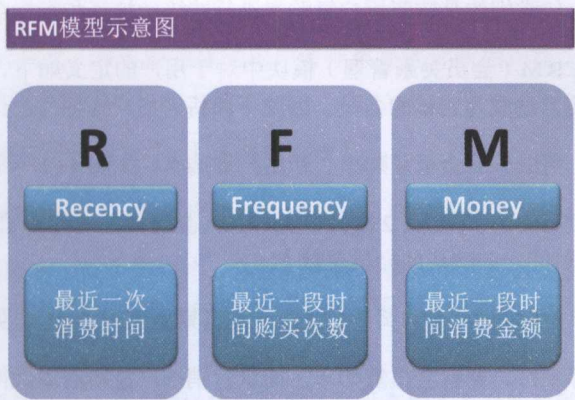 RFM模型示意图
R
Recency
最近一次
消费时间
F
Frequency
最近一段时
间购买次数
M
Money
最近一段时
间消费金额